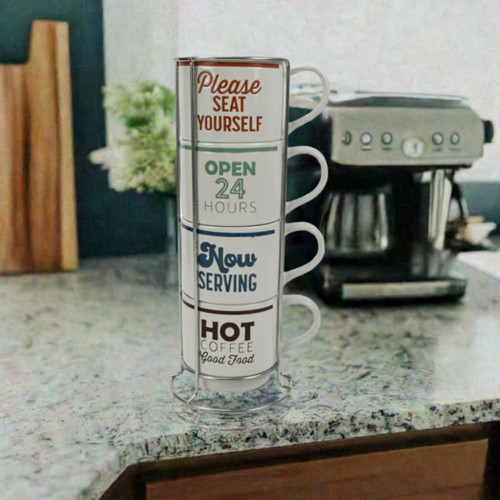 Please
SEAT
YOURSELF
OPEN
24
HOURS
Now
SERVING
HOT
COFFEE
Good Food